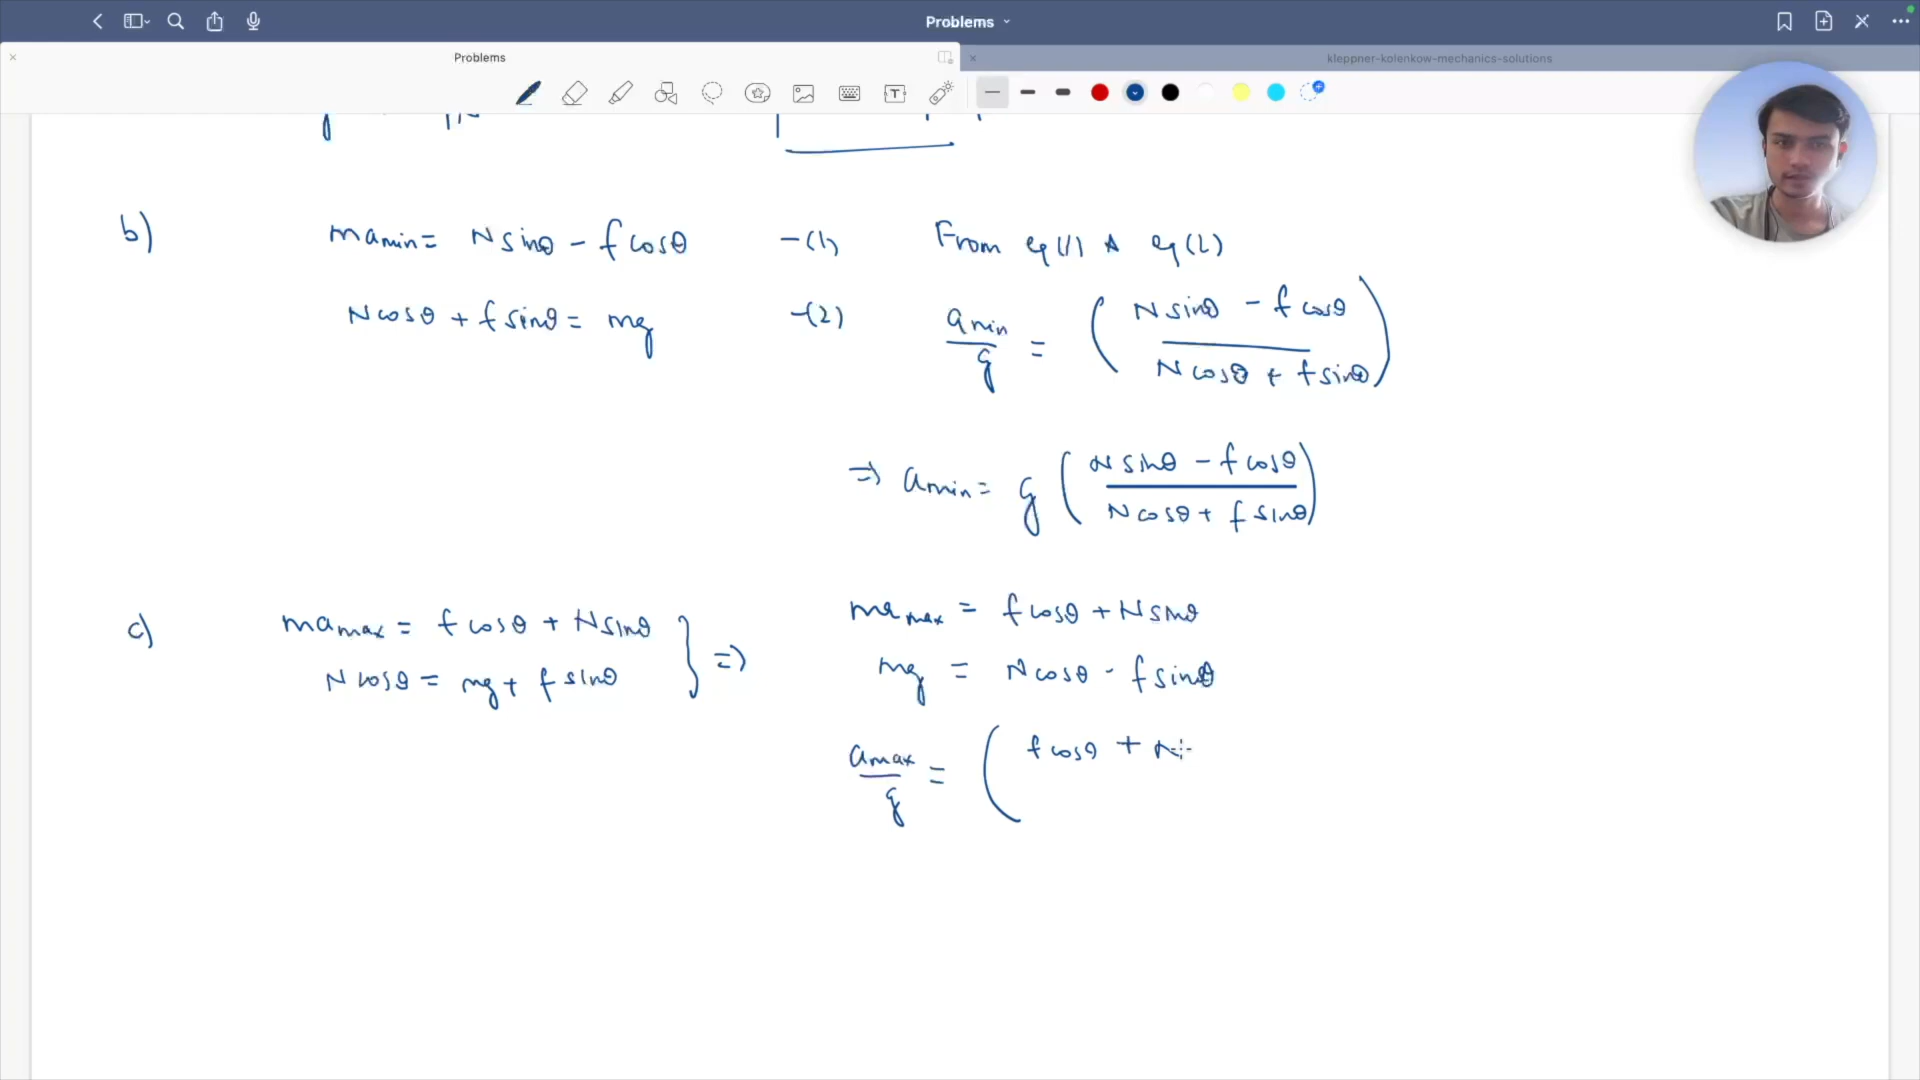 Problems
Problems
kleppner-kolenkow-mechanics-solutions
b) ma_min = N sinθ - f cosθ -(1)
N cosθ + f sinθ = mg -(2)
From eq(1) & eq(2)
a_min/g = ( (N sinθ - f cosθ) / (N cosθ + f sinθ) )
⇒ a_min = g ( (N sinθ - f cosθ) / (N cosθ + f sinθ) )
c) ma_max = f cosθ + N sinθ
N cosθ = mg + f sinθ } ⇒
ma_max = f cosθ + N sinθ
mg = N cosθ - f sinθ
a_max/g = ( f cosθ + N